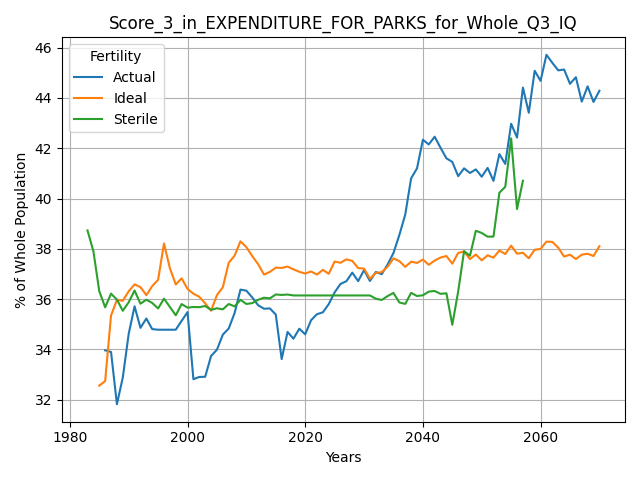 Score_3_in_EXPENDITURE_FOR_PARKS_for_Whole_Q3_IQ
% of Whole Population
46
44
42
40
38
36
34
32
Fertility
Actual
Ideal
Sterile
1980 2000 2020 2040 2060
Years